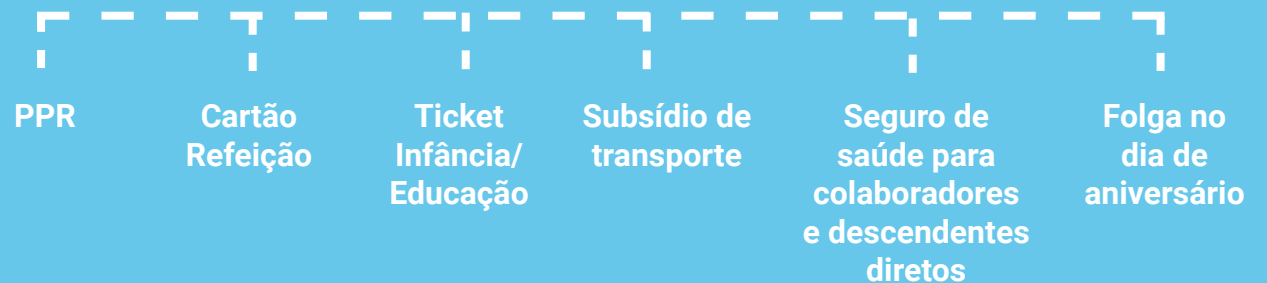 PPR
Cartão
Refeição
Ticket
Infância/
Educação
Subsídio de
transporte
Seguro de
saúde para
colaboradores
e descendentes
diretos
Folga no
dia de
aniversário